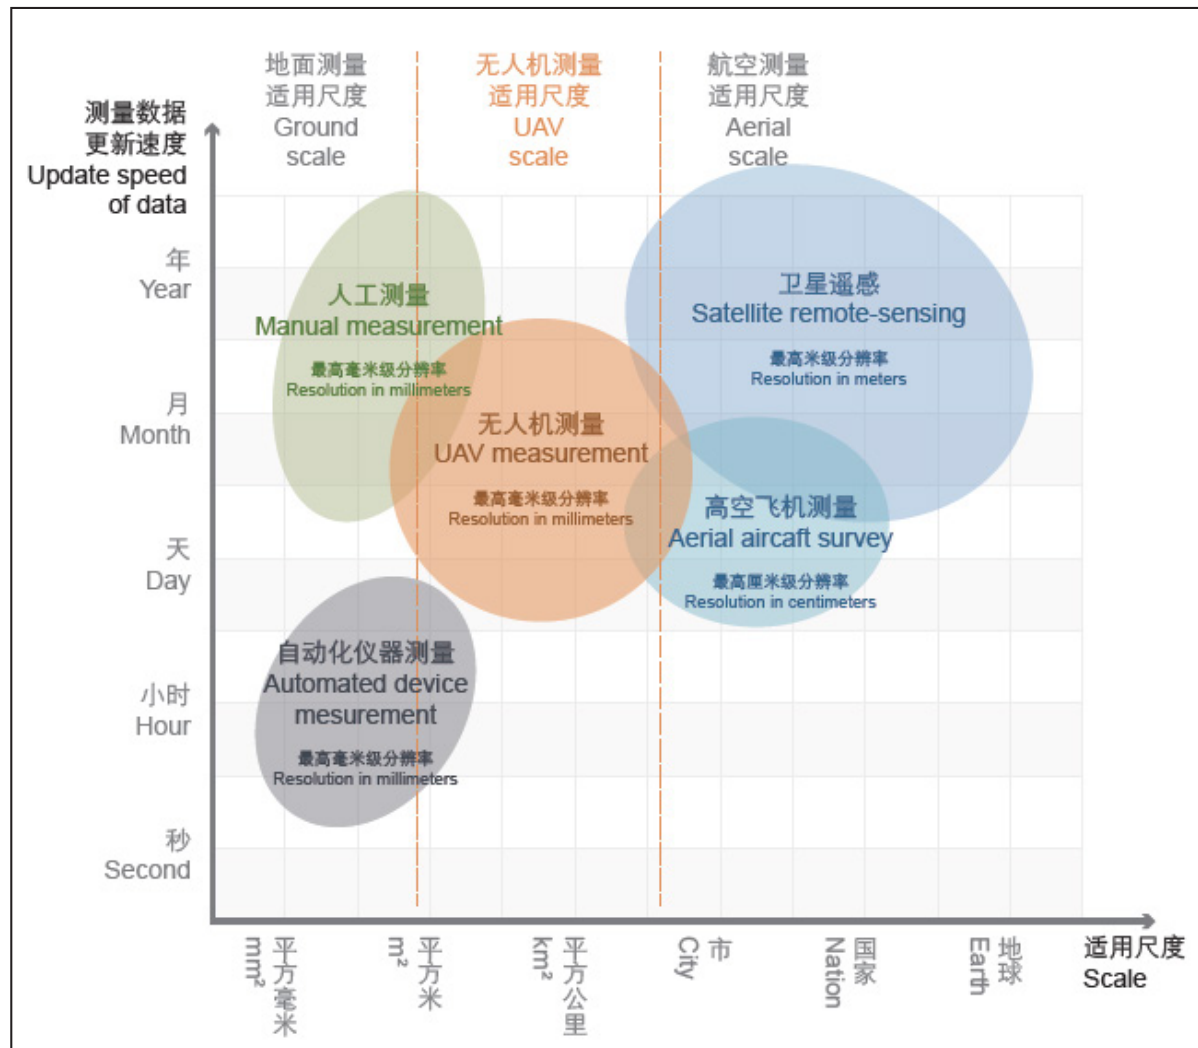 地面测量
适用尺度
Ground
scale
无人机测量
适用尺度
UAV
scale
航空测量
适用尺度
Aerial
scale
测量数据
更新速度
Update speed
of data
年
Year
月
Month
天
Day
小时
Hour
秒
Second
人工测量
Manual measurement
最高毫米级分辨率
Resolution in millimeters
卫星遥感
Satellite remote-sensing
最高米级分辨率
Resolution in meters
无人机测量
UAV measurement
最高毫米级分辨率
Resolution in millimeters
高空飞机测量
Aerial aircaft survey
最高厘米级分辨率
Resolution in centimeters
自动化仪器测量
Automated device
mesurement
最高毫米级分辨率
Resolution in millimeters
平方毫米
mm²
平方米
m²
平方公里
km²
市
City
国家
Nation
地球
Earth
适用尺度
Scale